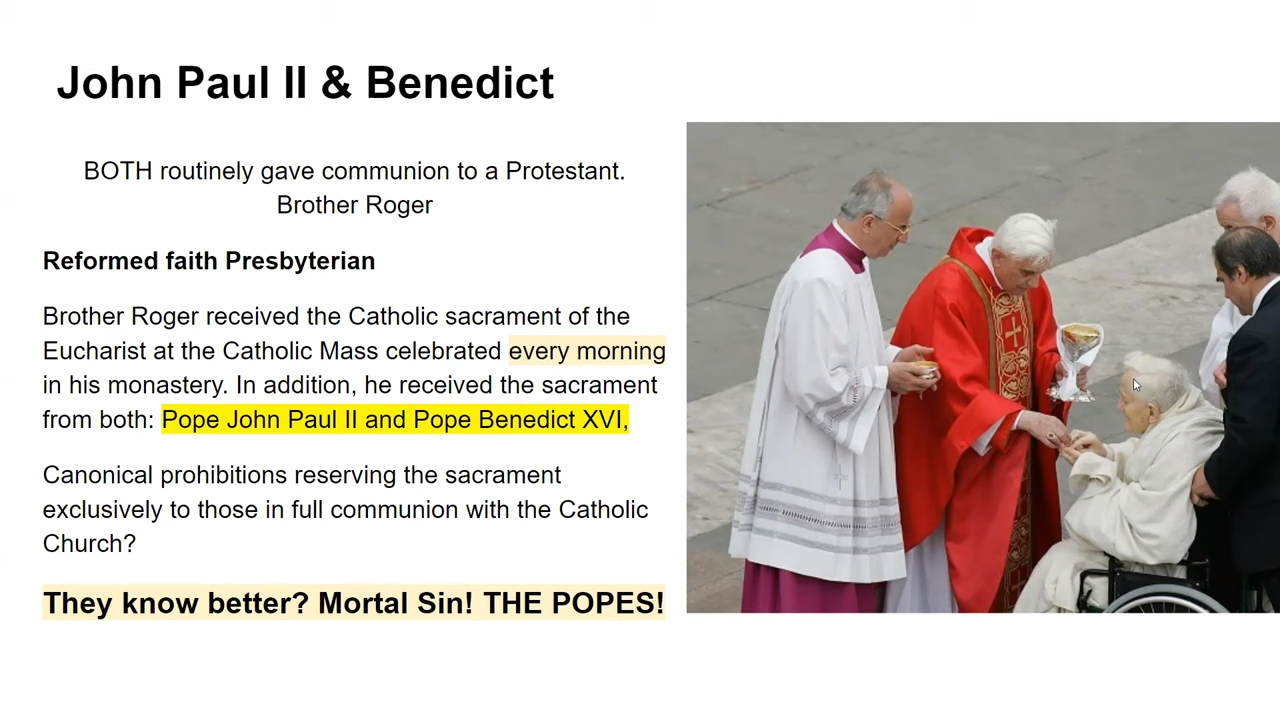 John Paul II & Benedict
BOTH routinely gave communion to a Protestant.
Brother Roger
Reformed faith Presbyterian
Brother Roger received the Catholic sacrament of the
Eucharist at the Catholic Mass celebrated every morning
in his monastery. In addition, he received the sacrament
from both: Pope John Paul II and Pope Benedict XVI,
Canonical prohibitions reserving the sacrament
exclusively to those in full communion with the Catholic
Church?
They know better? Mortal Sin! THE POPES!